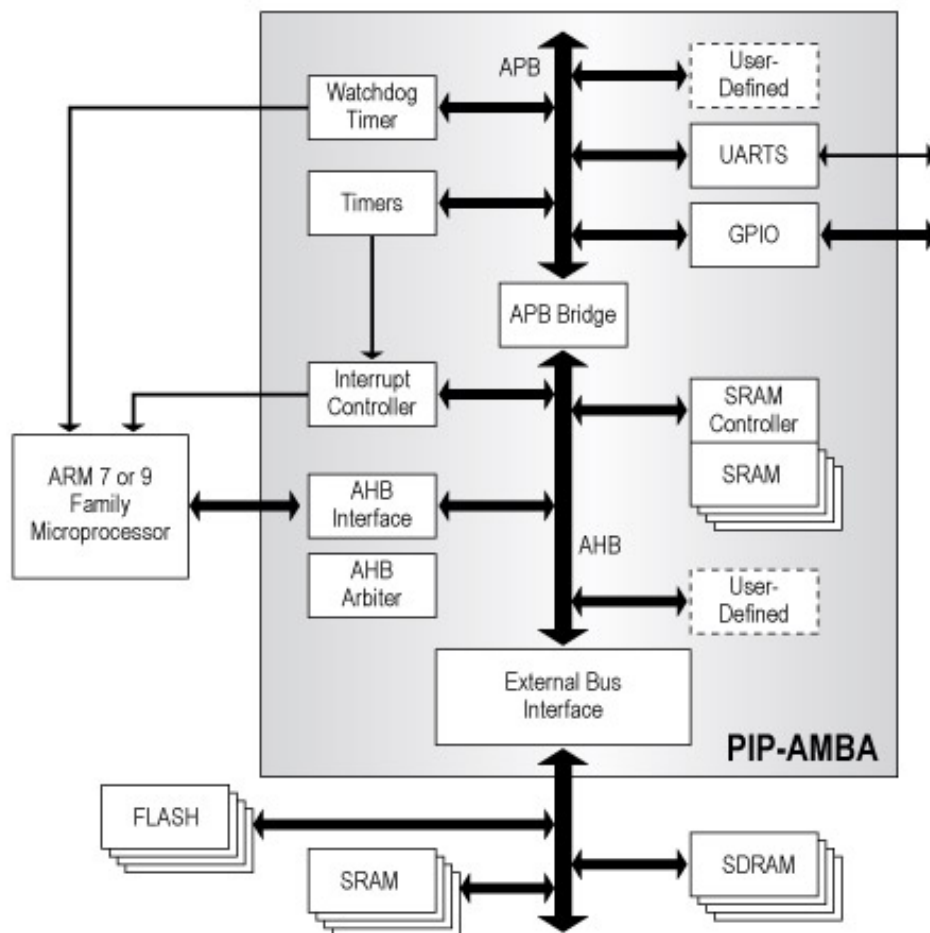 APB
User-
Defined
Watchdog
Timer
UARTS
Timers
GPIO
APB Bridge
Interrupt
Controller
SRAM
Controller
SRAM
ARM 7 or 9
Family
Microprocessor
AHB
Interface
AHB
AHB
Arbiter
User-
Defined
External Bus
Interface
PIP-AMBA
FLASH
SRAM
SDRAM